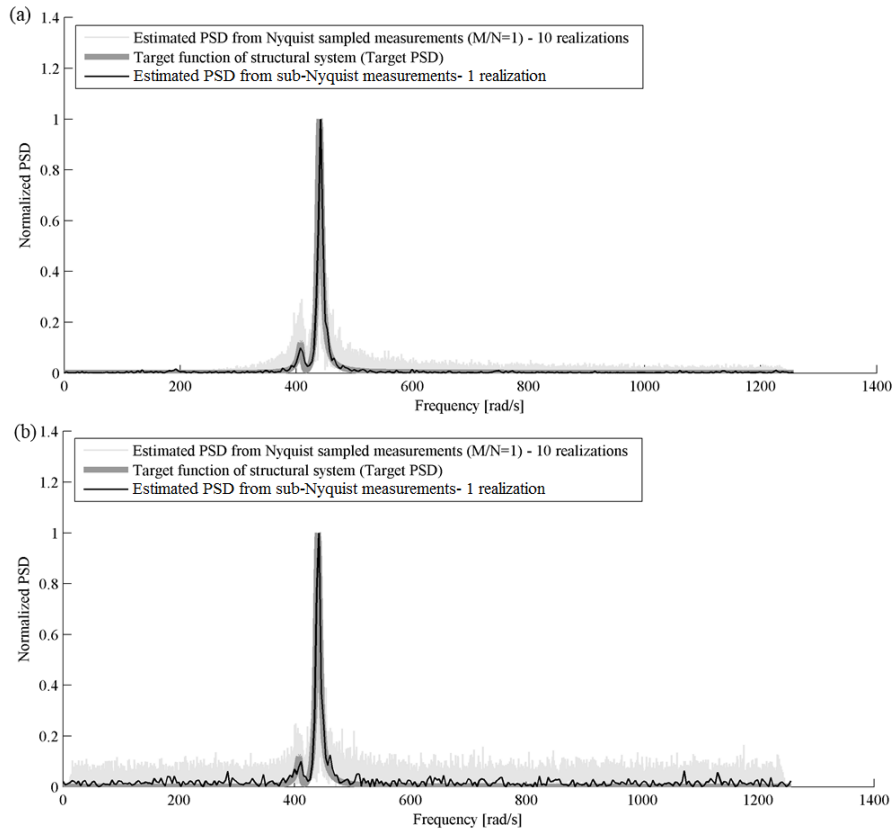 (a)
1.4
Estimated PSD from Nyquist sampled measurements (M/N=1) - 10 realizations
Target function of structural system (Target PSD)
Estimated PSD from sub-Nyquist measurements- 1 realization
1.2
1
0.8
0.6
0.4
0.2
0
Normalized PSD
0 200 400 600 800 1000 1200 1400
Frequency [rad/s]
(b)
1.4
Estimated PSD from Nyquist sampled measurements (M/N=1) - 10 realizations
Target function of structural system (Target PSD)
Estimated PSD from sub-Nyquist measurements- 1 realization
1.2
1
0.8
0.6
0.4
0.2
0
Normalized PSD
0 200 400 600 800 1000 1200 1400
Frequency [rad/s]